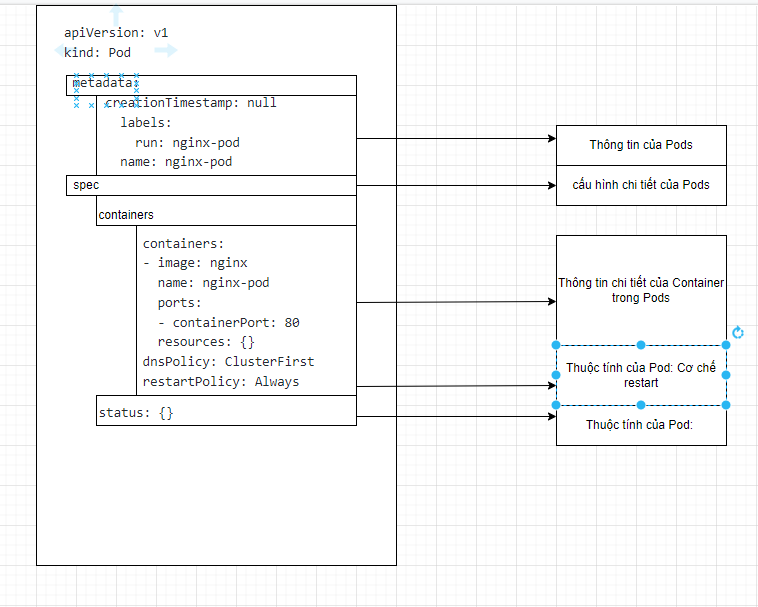 apiVersion: v1
kind: Pod
metadata:
creationTimestamp: null
labels:
run: nginx-pod
name: nginx-pod
spec
containers
containers:
- image: nginx
name: nginx-pod
ports:
- containerPort: 80
resources: {}
dnsPolicy: ClusterFirst
restartPolicy: Always
status: {}
Thông tin của Pods
cấu hình chi tiết của Pods
Thông tin chi tiết của Container
trong Pods
Thuộc tính của Pod: Cơ chế
restart
Thuộc tính của Pod: